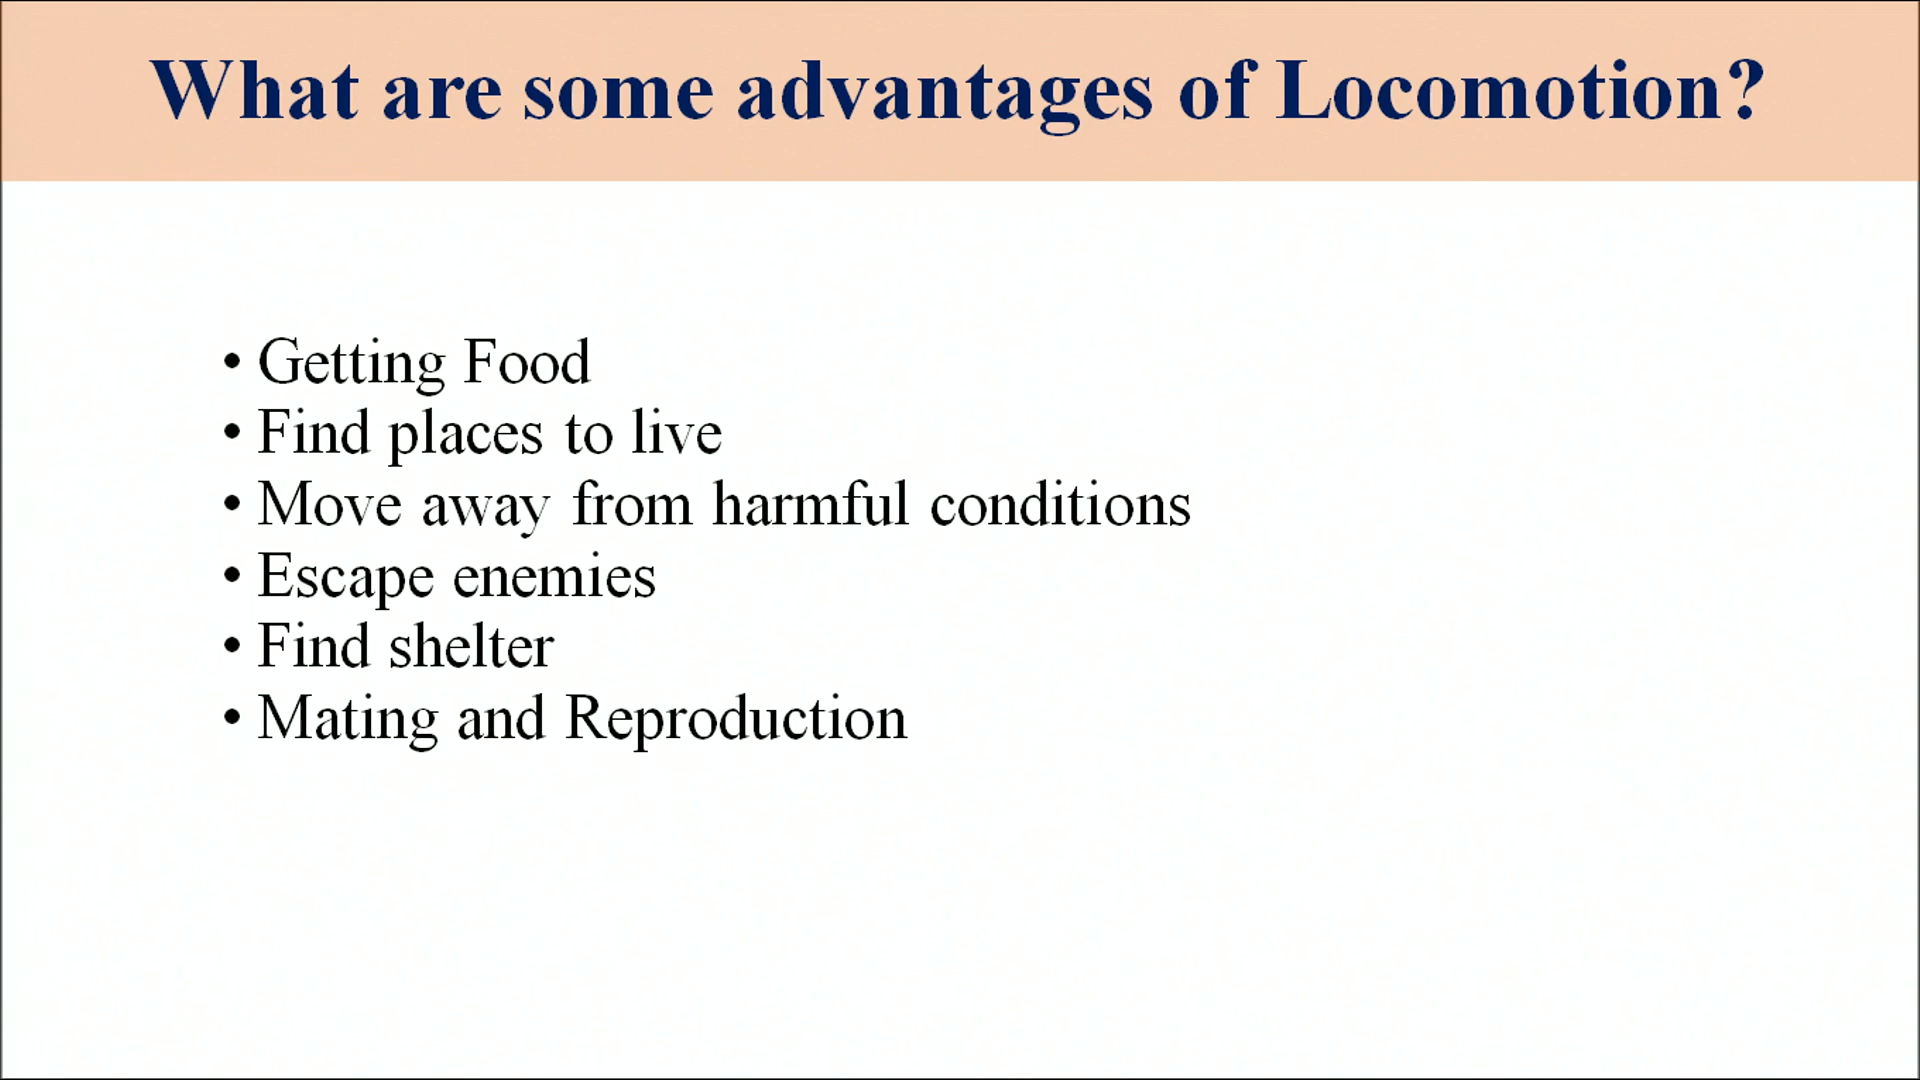 What are some advantages of Locomotion?
• Getting Food
• Find places to live
• Move away from harmful conditions
• Escape enemies
• Find shelter
• Mating and Reproduction